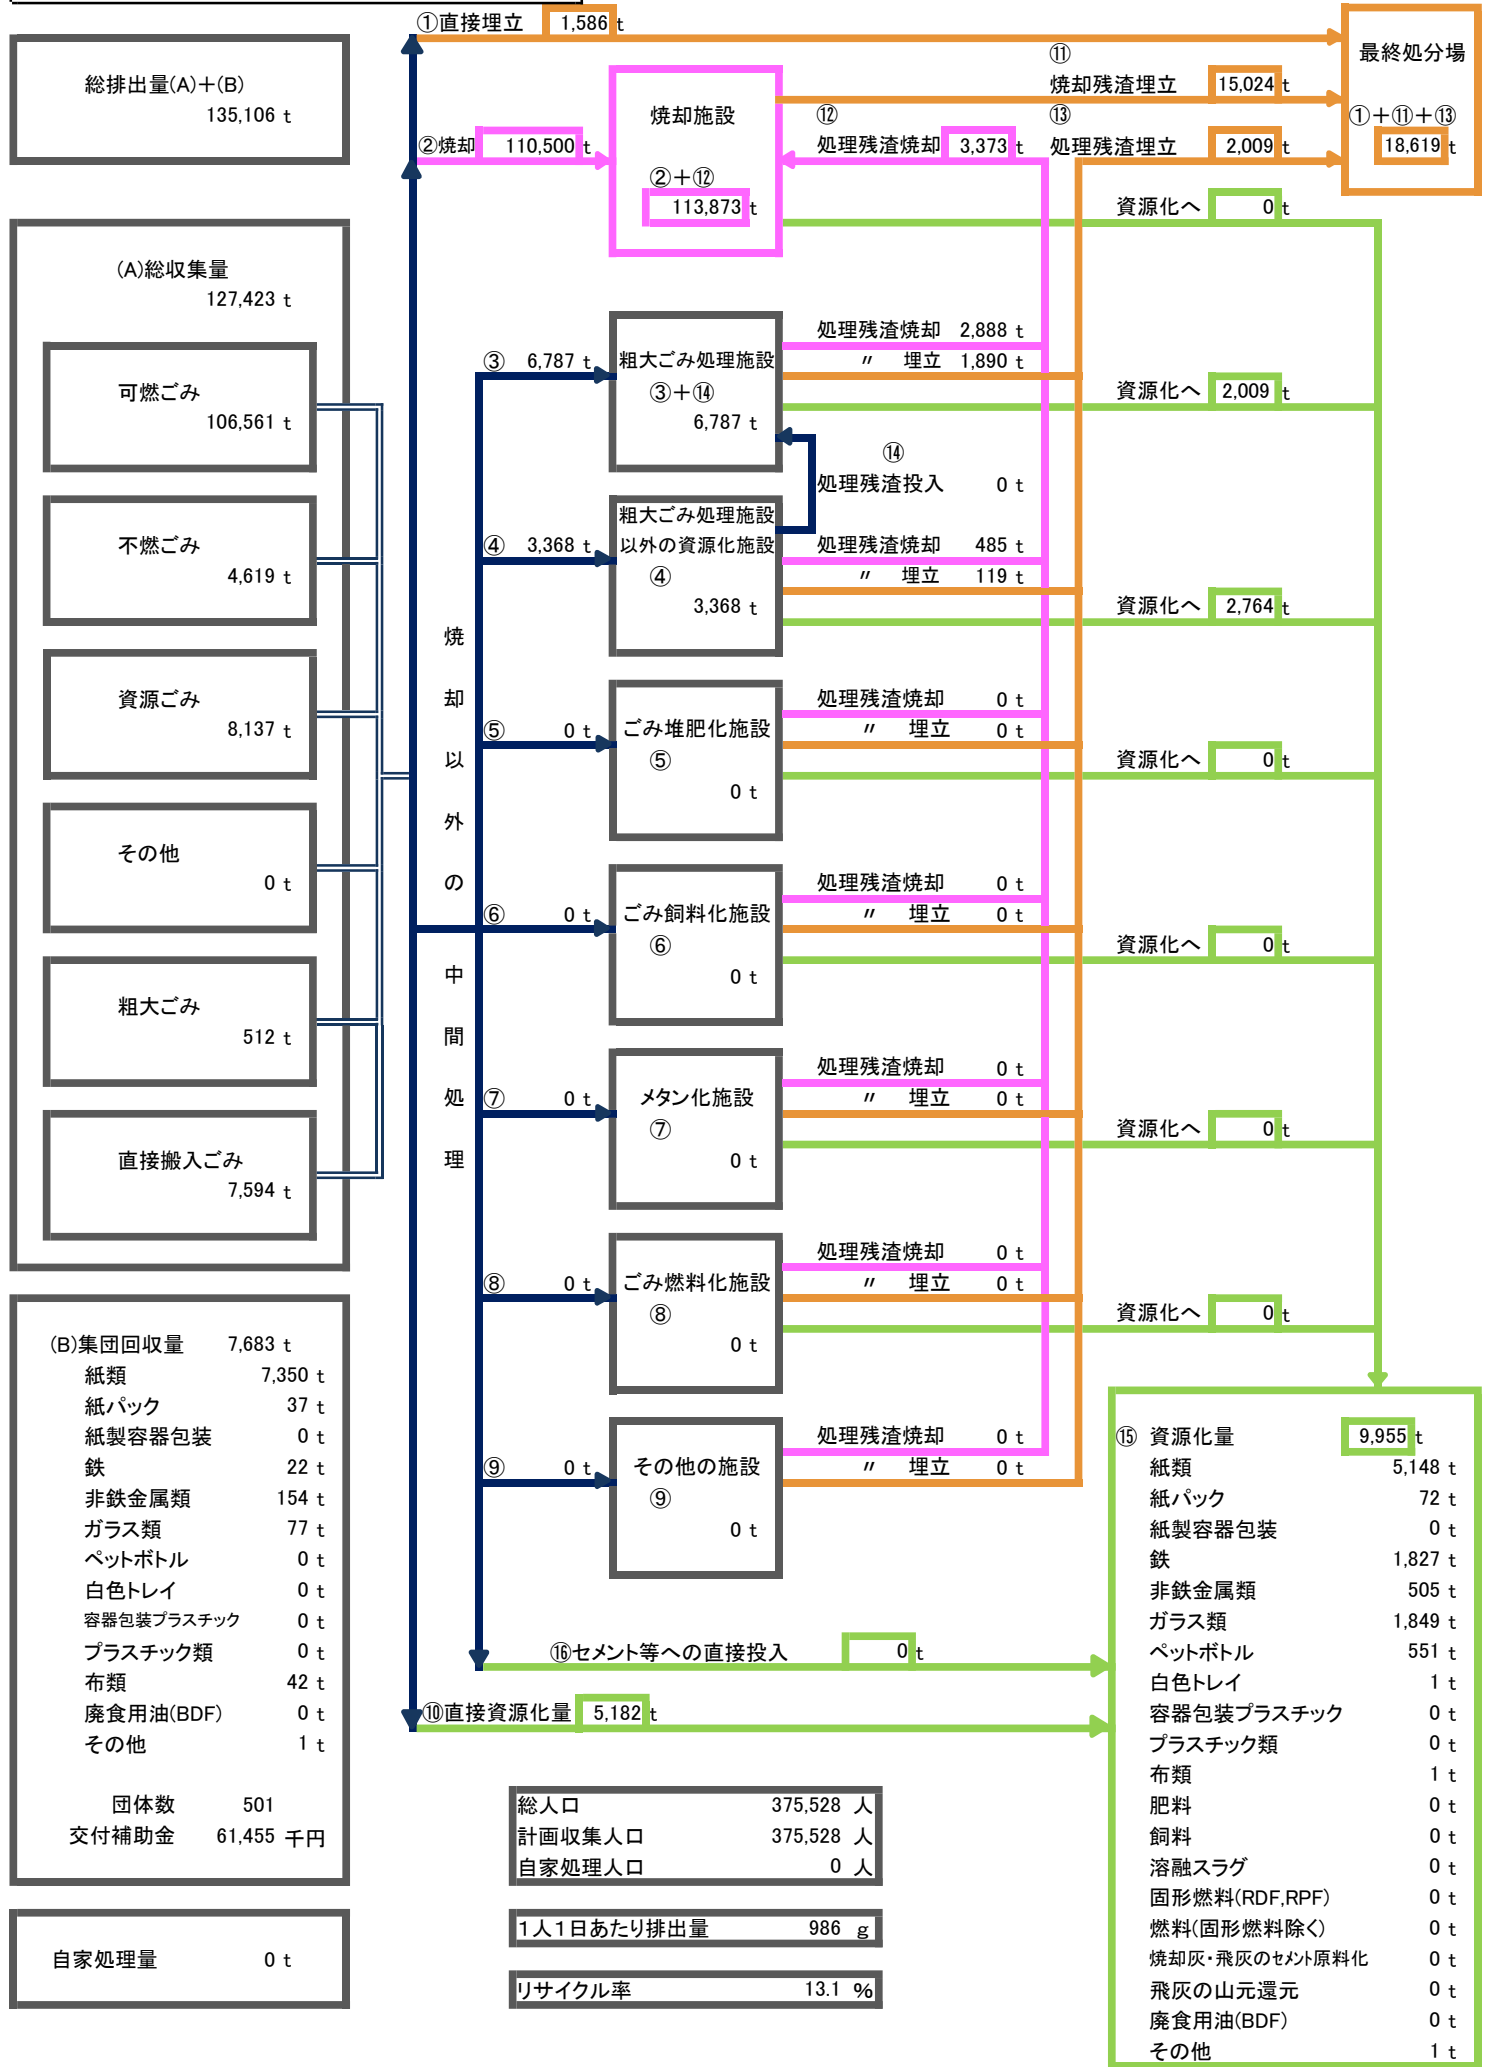 ①直接埋立 1,586 t
総排出量(A)＋(B)
135,106 t
②焼却 110,500 t
焼却施設
②＋⑫
113,873 t
⑫
処理残渣焼却 3,373 t
⑪
焼却残渣埋立 15,024 t
⑬
処理残渣埋立 2,009 t
最終処分場
①＋⑪＋⑬
18,619 t
資源化へ 0 t
(A)総収集量
127,423 t
可燃ごみ
106,561 t
不燃ごみ
4,619 t
資源ごみ
8,137 t
その他
0 t
粗大ごみ
512 t
直接搬入ごみ
7,594 t
焼却以外の中間処理
③ 6,787 t
粗大ごみ処理施設
③＋⑭
6,787 t
処理残渣焼却 2,888 t
〃 埋立 1,890 t
資源化へ 2,009 t
⑭
処理残渣投入 0 t
④ 3,368 t
粗大ごみ処理施設
以外の資源化施設
④
3,368 t
処理残渣焼却 485 t
〃 埋立 119 t
資源化へ 2,764 t
⑤ 0 t
ごみ堆肥化施設
⑤
0 t
処理残渣焼却 0 t
〃 埋立 0 t
資源化へ 0 t
⑥ 0 t
ごみ飼料化施設
⑥
0 t
処理残渣焼却 0 t
〃 埋立 0 t
資源化へ 0 t
⑦ 0 t
メタン化施設
⑦
0 t
処理残渣焼却 0 t
〃 埋立 0 t
資源化へ 0 t
⑧ 0 t
ごみ燃料化施設
⑧
0 t
処理残渣焼却 0 t
〃 埋立 0 t
資源化へ 0 t
⑨ 0 t
その他の施設
⑨
0 t
処理残渣焼却 0 t
〃 埋立 0 t
⑯セメント等への直接投入 0 t
⑩直接資源化量 5,182 t
(B)集団回収量 7,683 t
紙類 7,350 t
紙パック 37 t
紙製容器包装 0 t
鉄 22 t
非鉄金属類 154 t
ガラス類 77 t
ペットボトル 0 t
白色トレイ 0 t
容器包装プラスチック 0 t
プラスチック類 0 t
布類 42 t
廃食用油(BDF) 0 t
その他 1 t
団体数 501
交付補助金 61,455 千円
自家処理量 0 t
総人口 375,528 人
計画収集人口 375,528 人
自家処理人口 0 人
1人1日あたり排出量 986 g
リサイクル率 13.1 %
⑮ 資源化量 9,955 t
紙類 5,148 t
紙パック 72 t
紙製容器包装 0 t
鉄 1,827 t
非鉄金属類 505 t
ガラス類 1,849 t
ペットボトル 551 t
白色トレイ 1 t
容器包装プラスチック 0 t
プラスチック類 0 t
布類 1 t
肥料 0 t
飼料 0 t
溶融スラグ 0 t
固形燃料(RDF,RPF) 0 t
燃料(固形燃料除く) 0 t
焼却灰・飛灰のセメント原料化 0 t
飛灰の山元還元 0 t
廃食用油(BDF) 0 t
その他 1 t